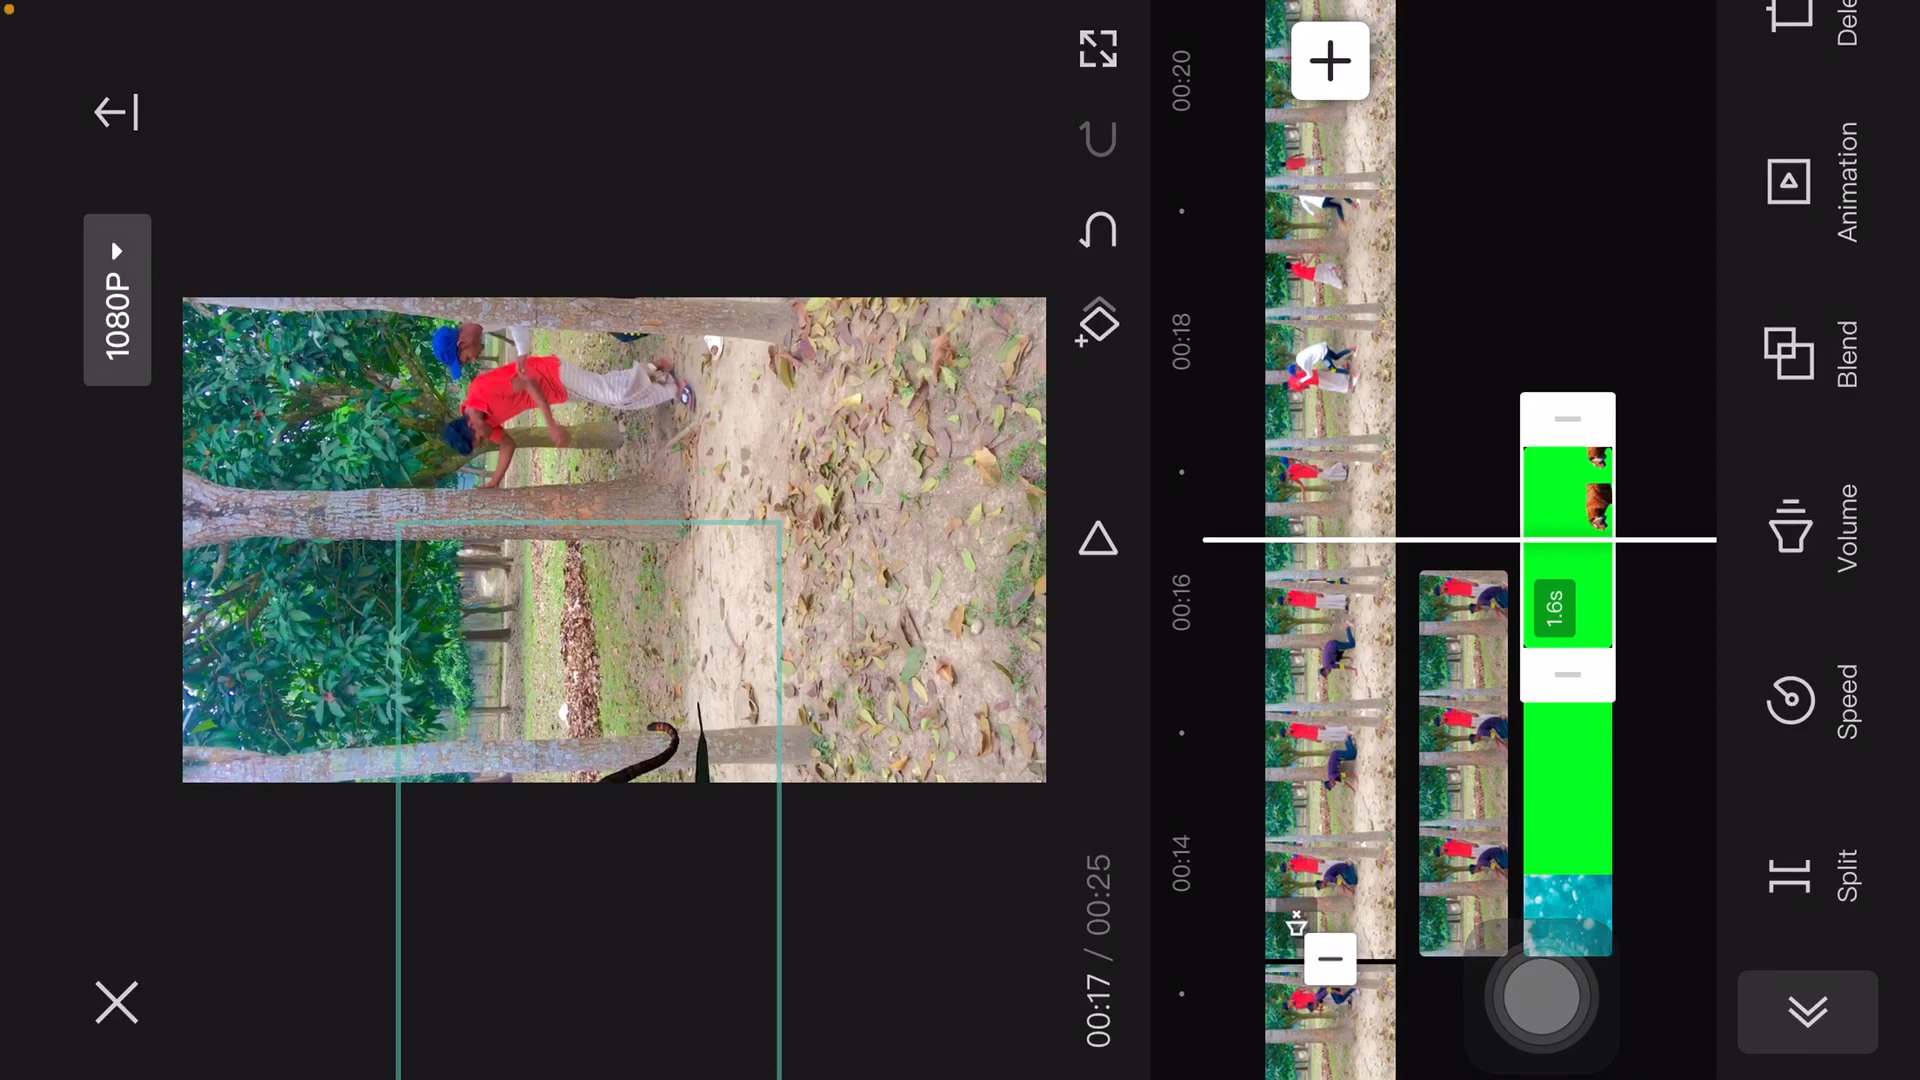 1080P
00:17 / 00:25
00:14
00:16
00:18
00:20
1.6s
Split
Speed
Volume
Blend
Animation
Dele